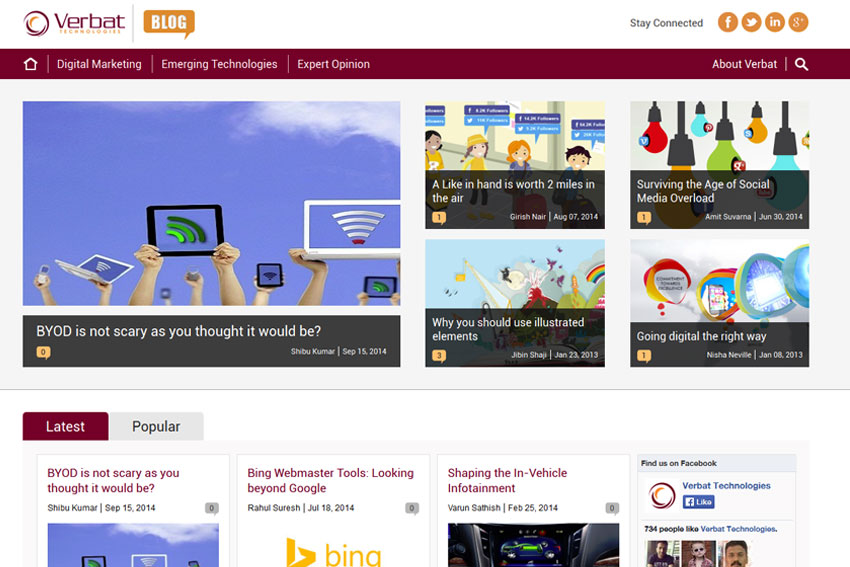 Verbat
TECHNOLOGIES
BLOG
Stay Connected
Digital Marketing
Emerging Technologies
Expert Opinion
About Verbat
BYOD is not scary as you thought it would be?
0
Shibu Kumar | Sep 15, 2014
8.2K Followers
14.2K Followers
9.2K Followers
A Like in hand is worth 2 miles in
the air
1
Girish Nair | Aug 07, 2014
Surviving the Age of Social
Media Overload
1
Amit Suvarna | Jun 30, 2014
Why you should use illustrated
elements
3
Jibin Shaji | Jan 23, 2013
COMMITMENT
TOWARDS
EXCELLENCE
Going digital the right way
1
Nisha Neville | Jan 08, 2013
Latest
Popular
BYOD is not scary as you
thought it would be?
Shibu Kumar | Sep 15, 2014
0
Bing Webmaster Tools: Looking
beyond Google
Rahul Suresh | Jul 18, 2014
0
bing
Shaping the In-Vehicle
Infotainment
Varun Sathish | Feb 25, 2014
0
Find us on Facebook
Verbat Technologies
Like
734 people like Verbat Technologies.